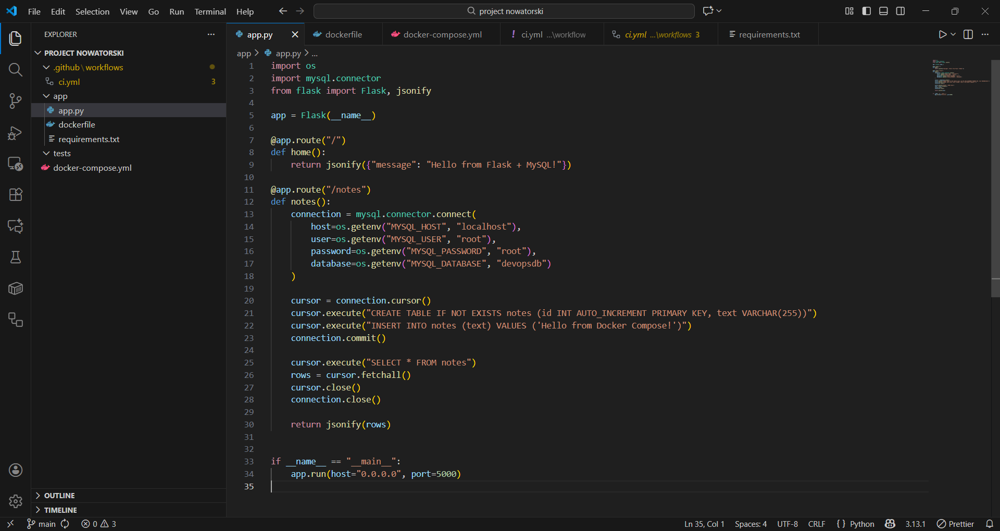 File Edit Selection View Go Run Terminal Help
project nowatorski
EXPLORER
PROJECT NOWATORSKI
.github\workflows
ci.yml 3
app
app.py
dockerfile
requirements.txt
tests
docker-compose.yml
OUTLINE
TIMELINE
app.py
dockerfile
docker-compose.yml
! ci.yml ...\workflow
ci.yml ...\workflows 3
requirements.txt
app > app.py > ...
1 import os
2 import mysql.connector
3 from flask import Flask, jsonify
4
5 app = Flask(__name__)
6
7 @app.route("/")
8 def home():
9     return jsonify({"message": "Hello from Flask + MySQL!"})
10
11 @app.route("/notes")
12 def notes():
13     connection = mysql.connector.connect(
14         host=os.getenv("MYSQL_HOST", "localhost"),
15         user=os.getenv("MYSQL_USER", "root"),
16         password=os.getenv("MYSQL_PASSWORD", "root"),
17         database=os.getenv("MYSQL_DATABASE", "devopsdb")
18     )
19
20     cursor = connection.cursor()
21     cursor.execute("CREATE TABLE IF NOT EXISTS notes (id INT AUTO_INCREMENT PRIMARY KEY, text VARCHAR(255))")
22     cursor.execute("INSERT INTO notes (text) VALUES ('Hello from Docker Compose!')")
23     connection.commit()
24
25     cursor.execute("SELECT * FROM notes")
26     rows = cursor.fetchall()
27     cursor.close()
28     connection.close()
29
30     return jsonify(rows)
31
32
33 if __name__ == "__main__":
34     app.run(host="0.0.0.0", port=5000)
35
main 0 3
Ln 35, Col 1 Spaces: 4 UTF-8 CRLF { } Python 3.13.1 Prettier